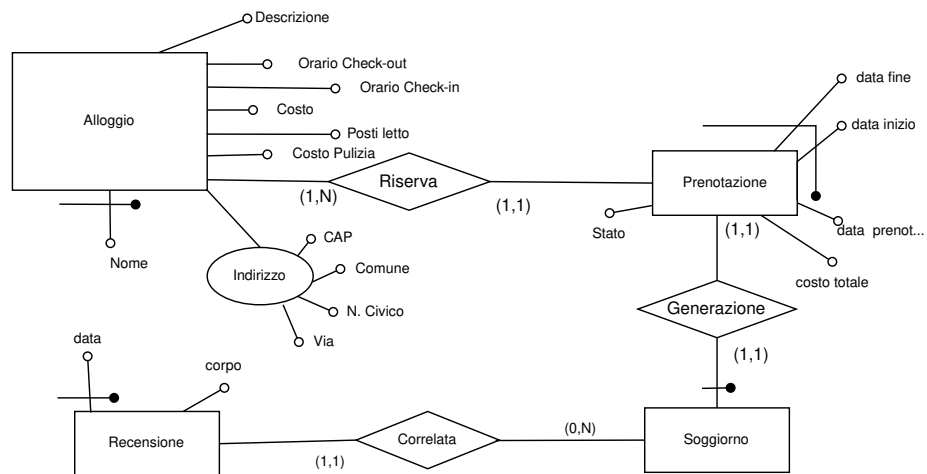 Descrizione
data fine
Orario Check-out
Orario Check-in
Costo
Alloggio
data inizio
Posti letto
Costo Pulizia
Riserva
Prenotazione
(1,N)
(1,1)
Stato
(1,1)
data prenot...
CAP
Nome
Indirizzo
Comune
costo totale
N. Civico
Generazione
Via
data
(1,1)
corpo
Recensione
Correlata
(0,N)
Soggiorno
(1,1)